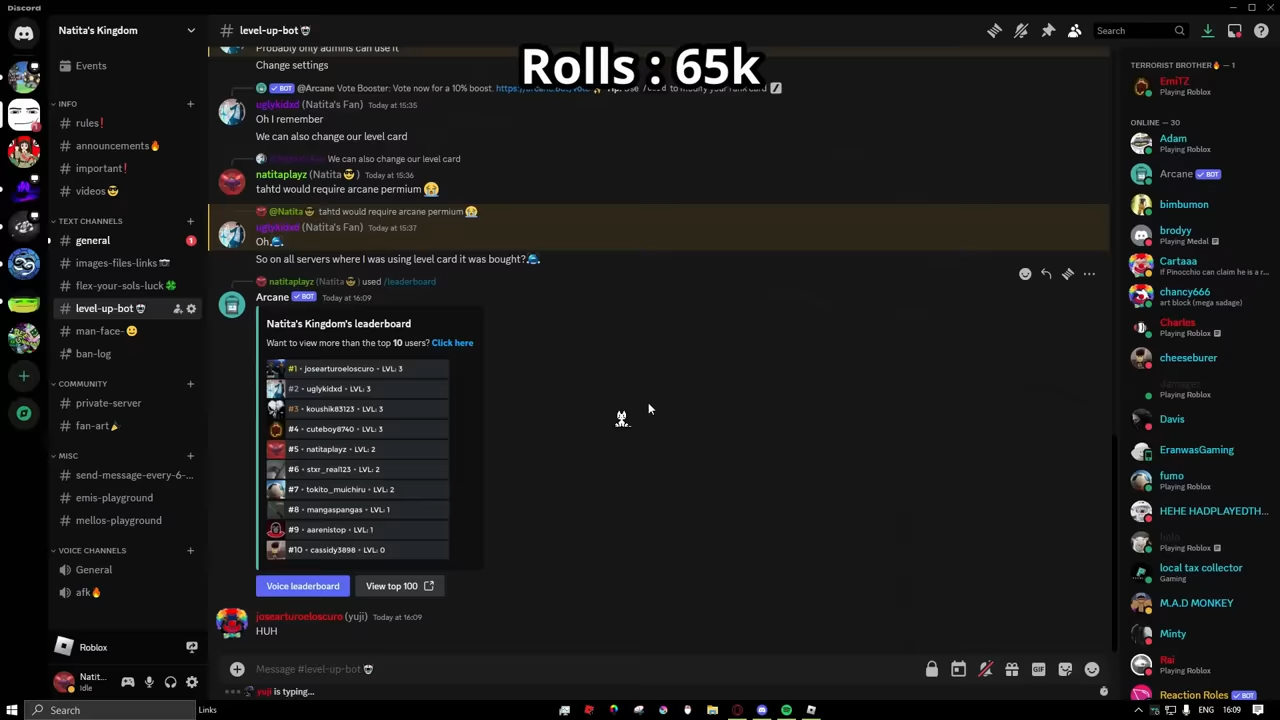 Discord
Natita's Kingdom
Events
INFO
rules❗
announcements🔥
important❗
videos😎
TEXT CHANNELS
general
1
images-files-links
flex-your-sols-luck🍀
level-up-bot
man-face-
ban-log
COMMUNITY
private-server
fan-art🎉
MISC
send-message-every-6-...
emis-playground
mellos-playground
VOICE CHANNELS
General
afk🔥
Roblox
Natit...
Idle
level-up-bot
Search
Rolls : 65k
Probably only admins can use it
Change settings
BOT @Arcane Vote Booster: Vote now for a 10% boost.
uglykidxd (Natita's Fan) Today at 15:35
Oh I remember
We can also change our level card
We can also change our level card
natitaplayz (Natita😎) Today at 15:36
tahtd would require arcane permium😭
@Natita😎 tahtd would require arcane permium😭
uglykidxd (Natita's Fan) Today at 15:37
Oh
So on all servers where I was using level card it was bought?
natitaplayz (Natita😎) used /leaderboard
Arcane BOT Today at 16:09
Natita's Kingdom's leaderboard
Want to view more than the top 10 users? Click here
#1 • josearturoeloscuro • LVL: 3
#2 • uglykidxd • LVL: 3
#3 • koushik83123 • LVL: 3
#4 • cuteboy8740 • LVL: 3
#5 • natitaplayz • LVL: 2
#6 • stxr_real123 • LVL: 2
#7 • tokito_muichiru • LVL: 2
#8 • mangaspangas • LVL: 1
#9 • aarenistop • LVL: 1
#10 • cassidy3898 • LVL: 0
Voice leaderboard
View top 100
josearturoeloscuro (yuji) Today at 16:09
HUH
Message #level-up-bot
GIF
yuji is typing...
TERRORIST BROTHER🔥 — 1
ErniTZ
Playing Roblox
ONLINE — 30
Adam
Playing Roblox
Arcane BOT
bimbumon
brodyy
Playing Medal
Cartaaa
If Pinocchio can claim he is a r...
chancy666
art block (mega sadage)
Charles
Playing Roblox
cheeseburer
Playing Roblox
Davis
EranwasGaming
fumo
Playing Roblox
HEHE HADPLAYEDTH...
Playing Roblox
local tax collector
Gaming
M.A.D MONKEY
Minty
Rai
Playing Roblox
Reaction Roles BOT
Search
Links
ENG
16:09